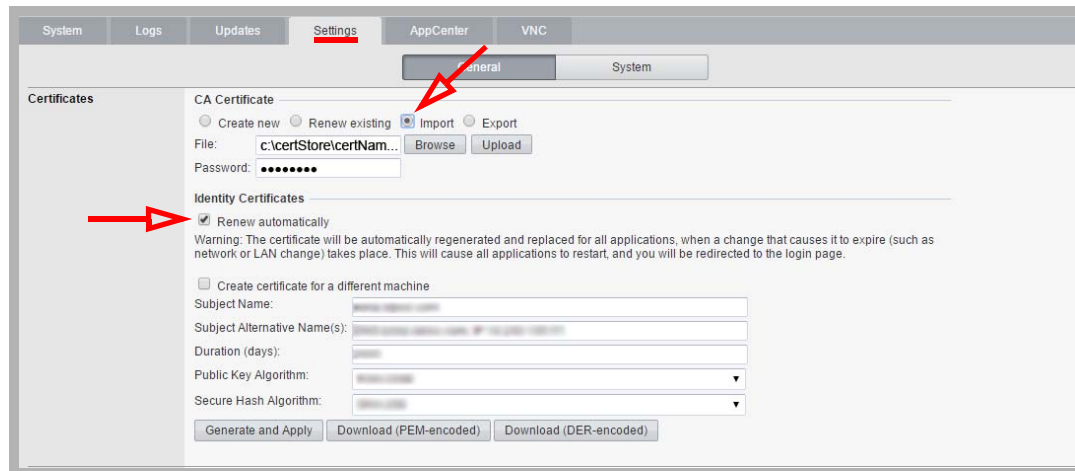 System Logs Updates Settings AppCenter VNC
General System
Certificates
CA Certificate
Create new Renew existing Import Export
File: c:\certStore\certNam... Browse Upload
Password: ●●●●●●●●
Identity Certificates
Renew automatically
Warning: The certificate will be automatically regenerated and replaced for all applications, when a change that causes it to expire (such as
network or LAN change) takes place. This will cause all applications to restart, and you will be redirected to the login page.
Create certificate for a different machine
Subject Name:
Subject Alternative Name(s):
Duration (days):
Public Key Algorithm:
Secure Hash Algorithm:
Generate and Apply Download (PEM-encoded) Download (DER-encoded)